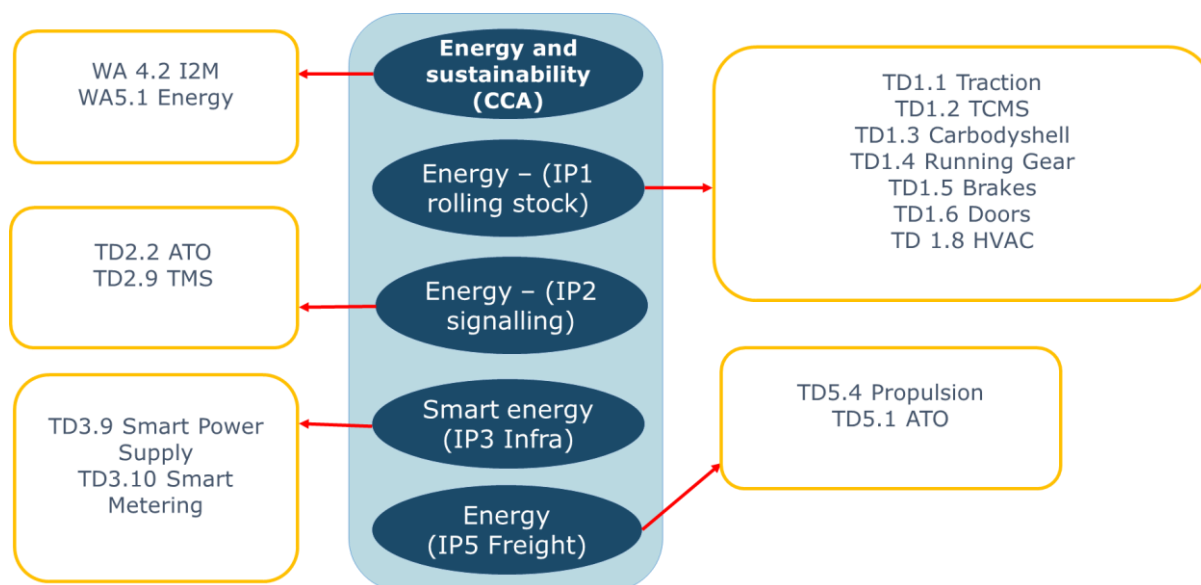 WA 4.2 I2M
WA5.1 Energy
Energy and
sustainability
(CCA)
TD1.1 Traction
TD1.2 TCMS
TD1.3 Carbodyshell
TD1.4 Running Gear
TD1.5 Brakes
TD1.6 Doors
TD 1.8 HVAC
Energy – (IP1
rolling stock)
TD2.2 ATO
TD2.9 TMS
Energy – (IP2
signalling)
TD3.9 Smart Power
Supply
TD3.10 Smart
Metering
Smart energy
(IP3 Infra)
TD5.4 Propulsion
TD5.1 ATO
Energy
(IP5 Freight)